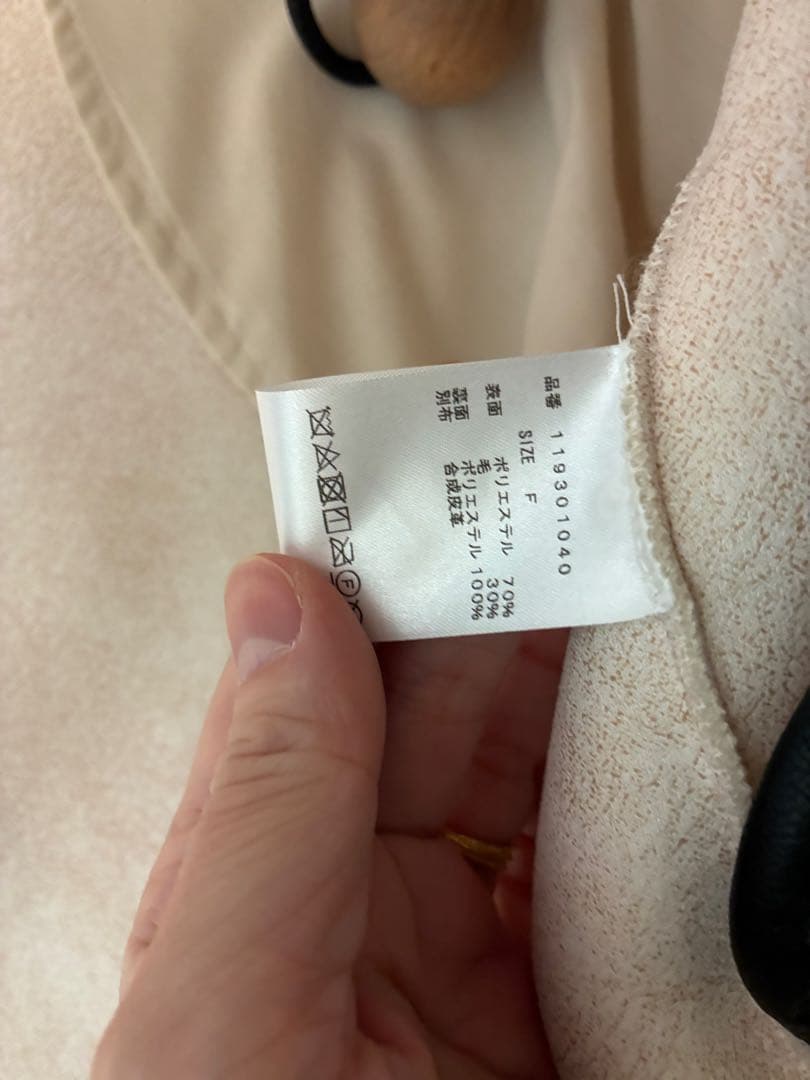 品番 119301040
SIZE F
表面 ポリエステル 70%
毛 30%
裏面 ポリエステル 100%
別布 合成皮革
F